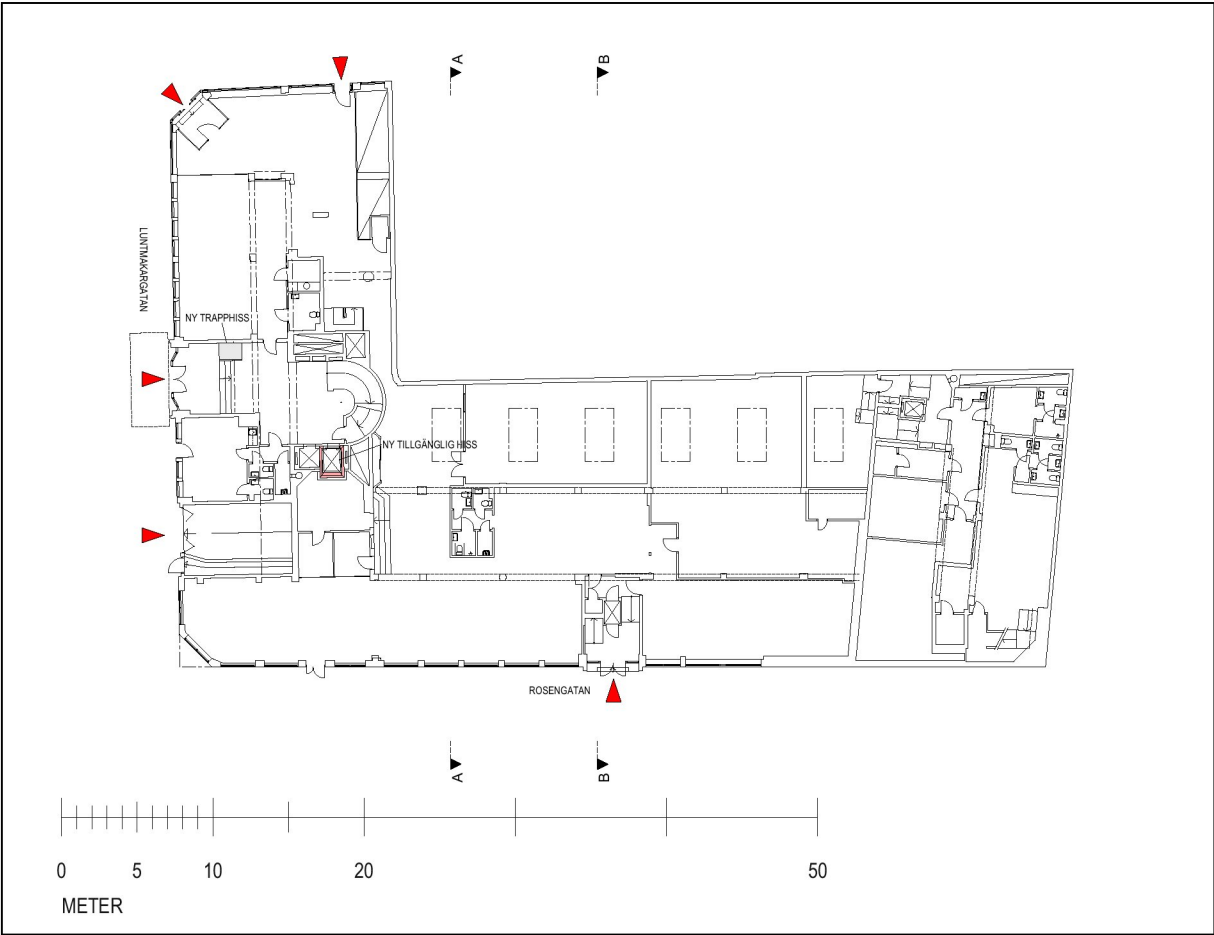 A
B
LUNTMAKARGATAN
NY TRAPPHISS
NY TILLGÄNGLIG HISS
ROSENGATAN
A
B
0 5 10 20 50
METER